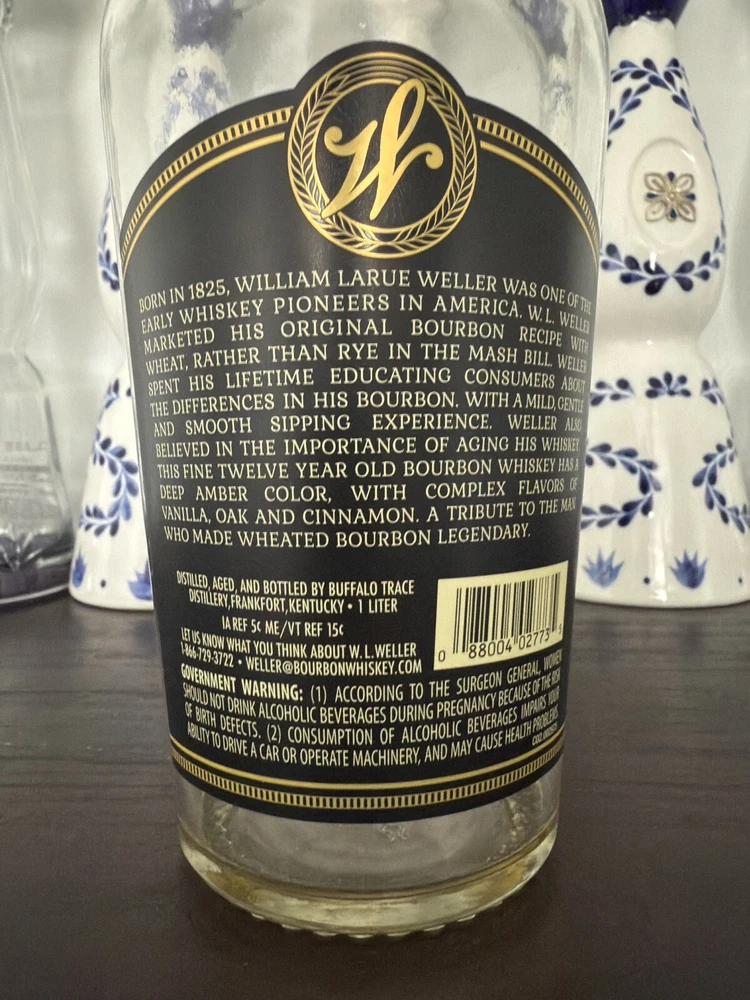 W
BORN IN 1825, WILLIAM LARUE WELLER WAS ONE OF THE
EARLY WHISKEY PIONEERS IN AMERICA. W.L. WELLER
MARKETED HIS ORIGINAL BOURBON RECIPE WITH
WHEAT, RATHER THAN RYE IN THE MASH BILL. WELLER
SPENT HIS LIFETIME EDUCATING CONSUMERS ABOUT
THE DIFFERENCES IN HIS BOURBON. WITH A MILD, GENTLE
AND SMOOTH SIPPING EXPERIENCE. WELLER ALSO
BELIEVED IN THE IMPORTANCE OF AGING HIS WHISKEY.
THIS FINE TWELVE YEAR OLD BOURBON WHISKEY HAS A
DEEP AMBER COLOR, WITH COMPLEX FLAVORS OF
VANILLA, OAK AND CINNAMON. A TRIBUTE TO THE MAN
WHO MADE WHEATED BOURBON LEGENDARY.
DISTILLED, AGED, AND BOTTLED BY BUFFALO TRACE
DISTILLERY, FRANKFORT, KENTUCKY • 1 LITER
IA REF 5¢ ME/VT REF 15¢
LET US KNOW WHAT YOU THINK ABOUT W.L.WELLER
1-866-729-3722 • WELLER@BOURBONWHISKEY.COM
0 88004 02773 5
GOVERNMENT WARNING: (1) ACCORDING TO THE SURGEON GENERAL, WOMEN
SHOULD NOT DRINK ALCOHOLIC BEVERAGES DURING PREGNANCY BECAUSE OF THE RISK
OF BIRTH DEFECTS. (2) CONSUMPTION OF ALCOHOLIC BEVERAGES IMPAIRS YOUR
ABILITY TO DRIVE A CAR OR OPERATE MACHINERY, AND MAY CAUSE HEALTH PROBLEMS.